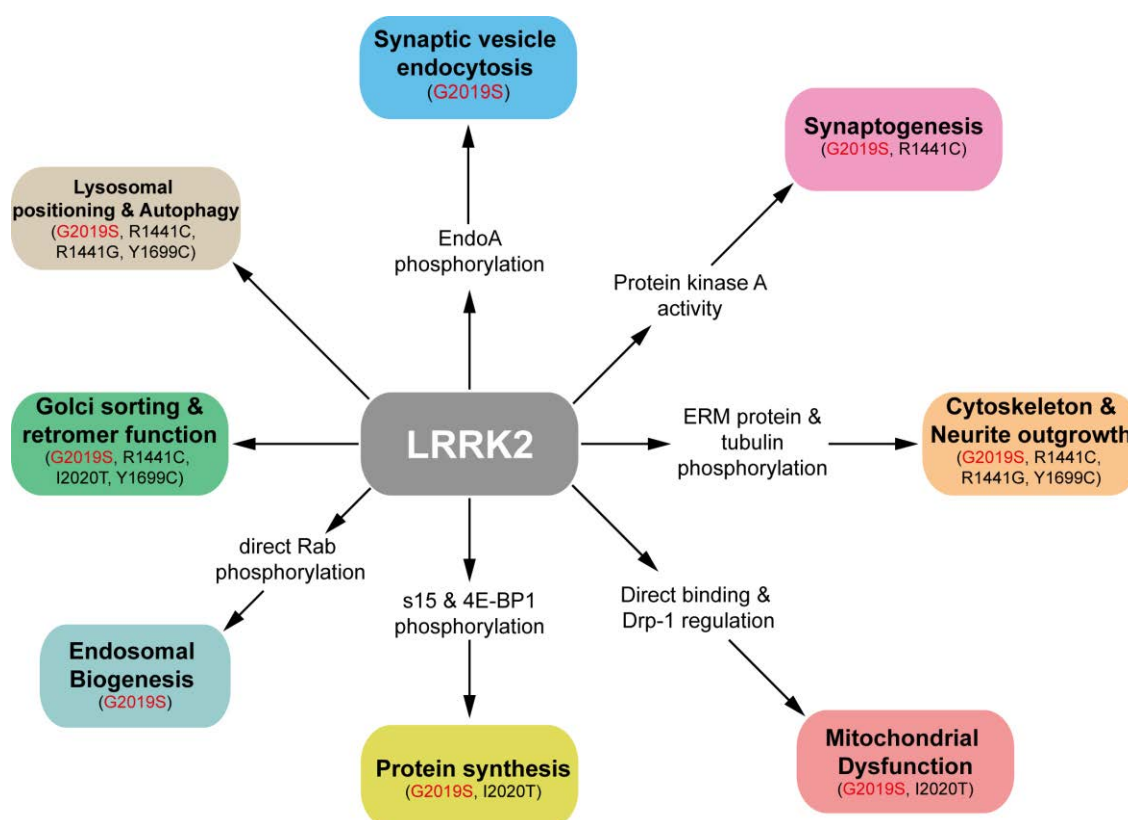 Synaptic vesicle
endocytosis
(G2019S)
Synaptogenesis
(G2019S, R1441C)
Lysosomal
positioning & Autophagy
(G2019S, R1441C,
R1441G, Y1699C)
EndoA
phosphorylation
Protein kinase A
activity
Golci sorting &
retromer function
(G2019S, R1441C,
I2020T, Y1699C)
LRRK2
ERM protein &
tubulin
phosphorylation
Cytoskeleton &
Neurite outgrowth
(G2019S, R1441C,
R1441G, Y1699C)
direct Rab
phosphorylation
s15 & 4E-BP1
phosphorylation
Direct binding &
Drp-1 regulation
Endosomal
Biogenesis
(G2019S)
Protein synthesis
(G2019S, I2020T)
Mitochondrial
Dysfunction
(G2019S, I2020T)